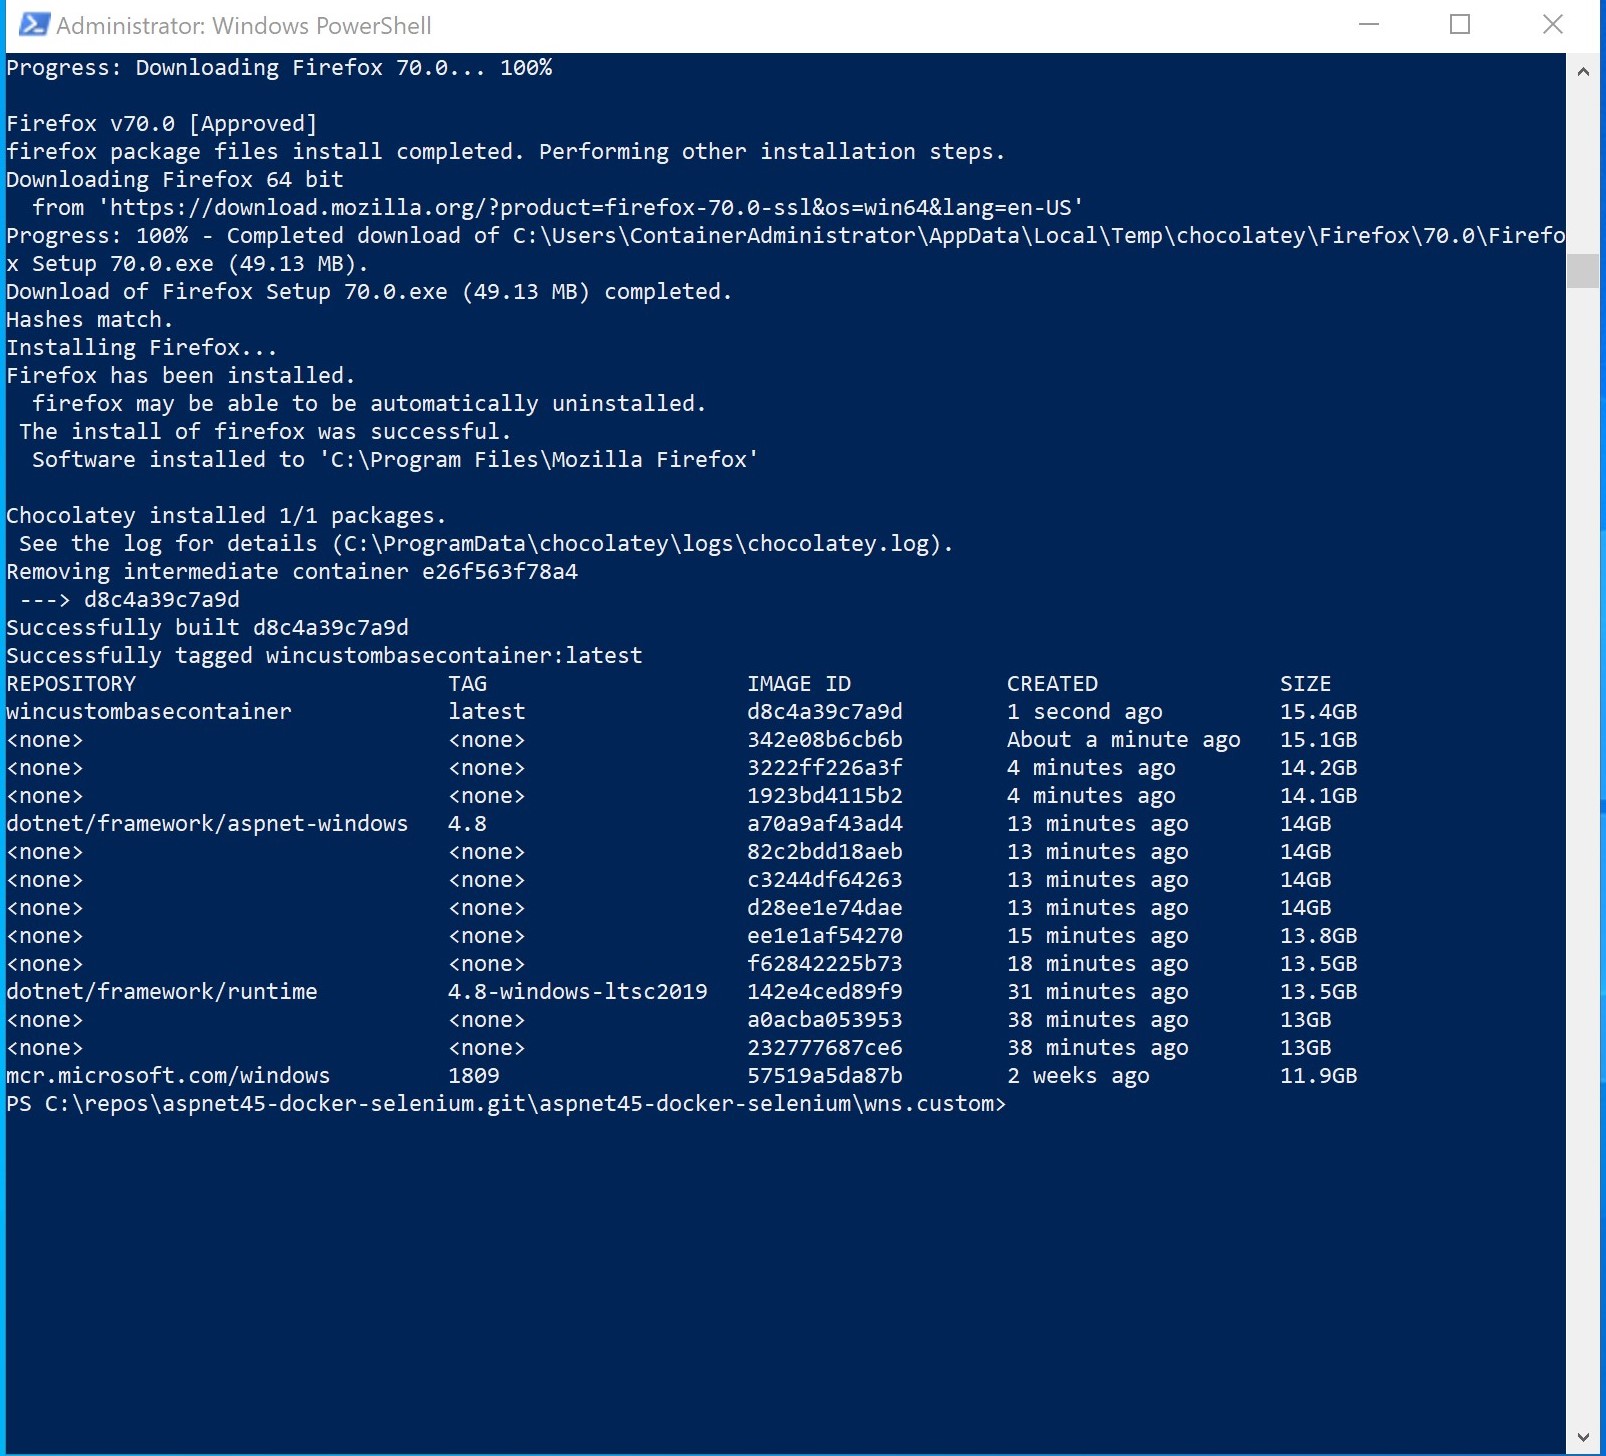 Administrator: Windows PowerShell
Progress: Downloading Firefox 70.0... 100%
Firefox v70.0 [Approved]
firefox package files install completed. Performing other installation steps.
Downloading Firefox 64 bit
  from 'https://download.mozilla.org/?product=firefox-70.0-ssl&os=win64&lang=en-US'
Progress: 100% - Completed download of C:\Users\ContainerAdministrator\AppData\Local\Temp\chocolatey\Firefox\70.0\Firefo
x Setup 70.0.exe (49.13 MB).
Download of Firefox Setup 70.0.exe (49.13 MB) completed.
Hashes match.
Installing Firefox...
Firefox has been installed.
  firefox may be able to be automatically uninstalled.
 The install of firefox was successful.
  Software installed to 'C:\Program Files\Mozilla Firefox'
Chocolatey installed 1/1 packages.
 See the log for details (C:\ProgramData\chocolatey\logs\chocolatey.log).
Removing intermediate container e26f563f78a4
 ---> d8c4a39c7a9d
Successfully built d8c4a39c7a9d
Successfully tagged wincustombasecontainer:latest
REPOSITORY                        TAG                    IMAGE ID            CREATED              SIZE
wincustombasecontainer            latest                 d8c4a39c7a9d        1 second ago         15.4GB
<none>                            <none>                 342e08b6cb6b        About a minute ago   15.1GB
<none>                            <none>                 3222ff226a3f        4 minutes ago        14.2GB
<none>                            <none>                 1923bd4115b2        4 minutes ago        14.1GB
dotnet/framework/aspnet-windows   4.8                    a70a9af43ad4        13 minutes ago       14GB
<none>                            <none>                 82c2bdd18aeb        13 minutes ago       14GB
<none>                            <none>                 c3244df64263        13 minutes ago       14GB
<none>                            <none>                 d28ee1e74dae        13 minutes ago       14GB
<none>                            <none>                 ee1e1af54270        15 minutes ago       13.8GB
<none>                            <none>                 f62842225b73        18 minutes ago       13.5GB
dotnet/framework/runtime          4.8-windows-ltsc2019   142e4ced89f9        31 minutes ago       13.5GB
<none>                            <none>                 a0acba053953        38 minutes ago       13GB
<none>                            <none>                 232777687ce6        38 minutes ago       13GB
mcr.microsoft.com/windows         1809                   57519a5da87b        2 weeks ago          11.9GB
PS C:\repos\aspnet45-docker-selenium.git\aspnet45-docker-selenium\wns.custom>